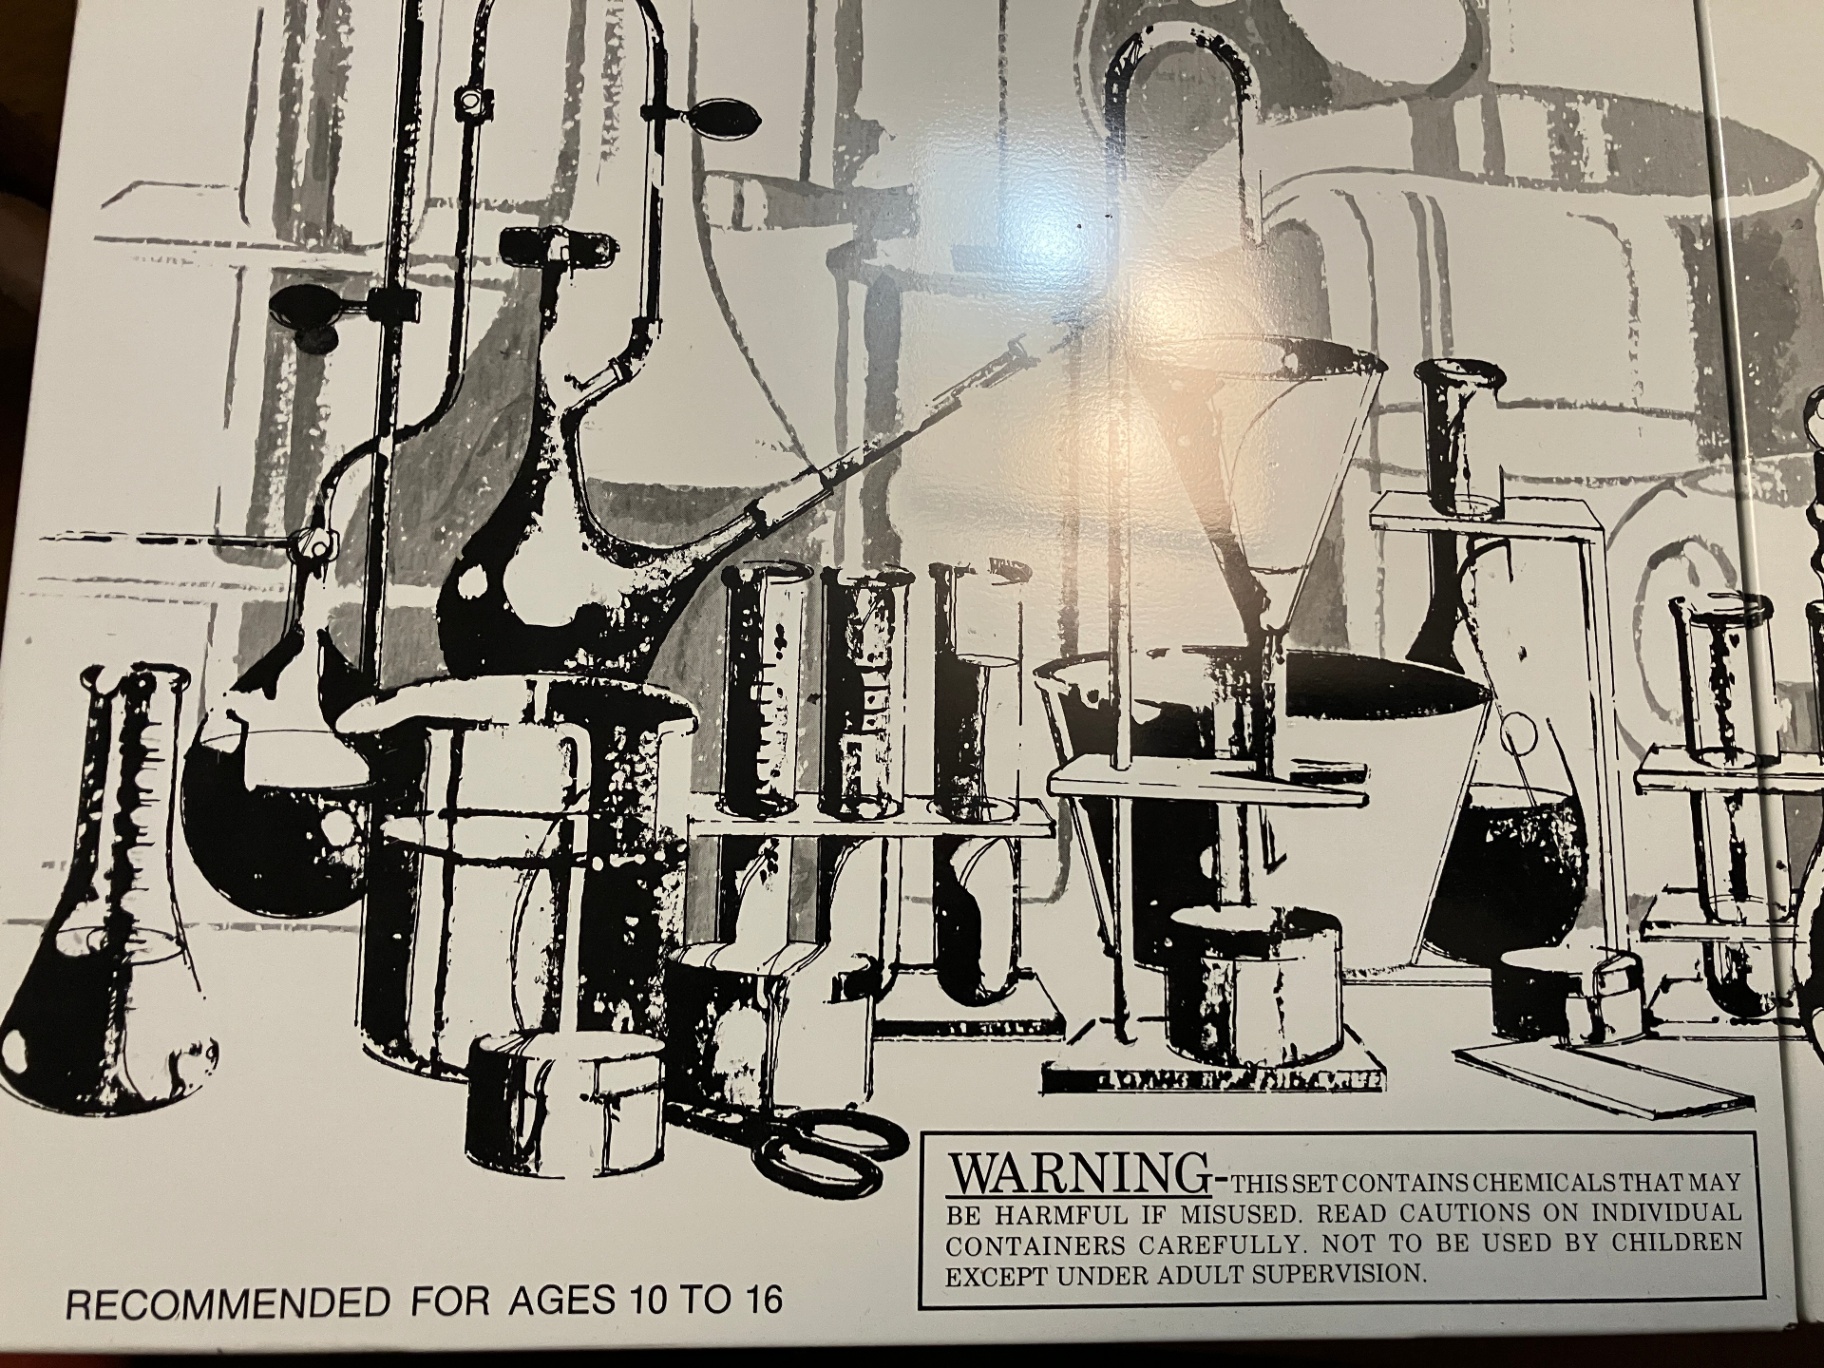 WARNING-THIS SET CONTAINS CHEMICALS THAT MAY
BE HARMFUL IF MISUSED. READ CAUTIONS ON INDIVIDUAL
CONTAINERS CAREFULLY. NOT TO BE USED BY CHILDREN
EXCEPT UNDER ADULT SUPERVISION.
RECOMMENDED FOR AGES 10 TO 16